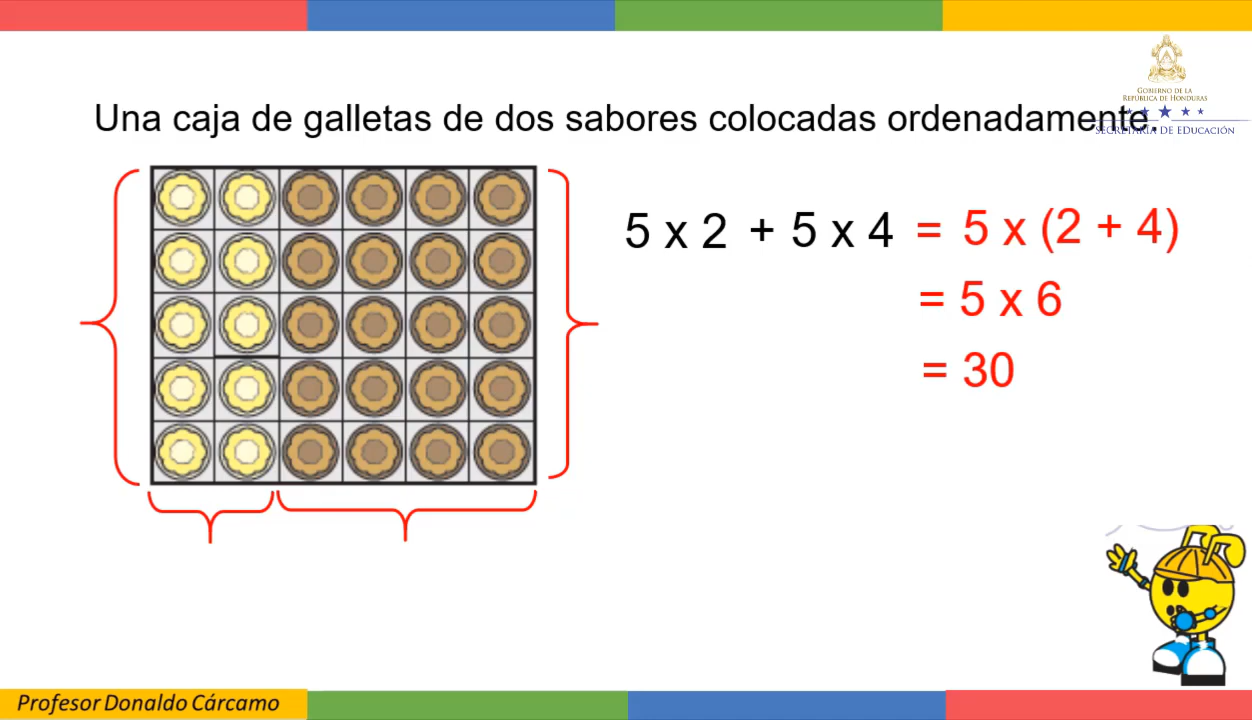 GOBIERNO DE LA
REPÚBLICA DE HONDURAS
SECRETARÍA DE EDUCACIÓN
Una caja de galletas de dos sabores colocadas ordenadamente.
5 x 2 + 5 x 4 = 5 x (2 + 4)
= 5 x 6
= 30
Profesor Donaldo Cárcamo